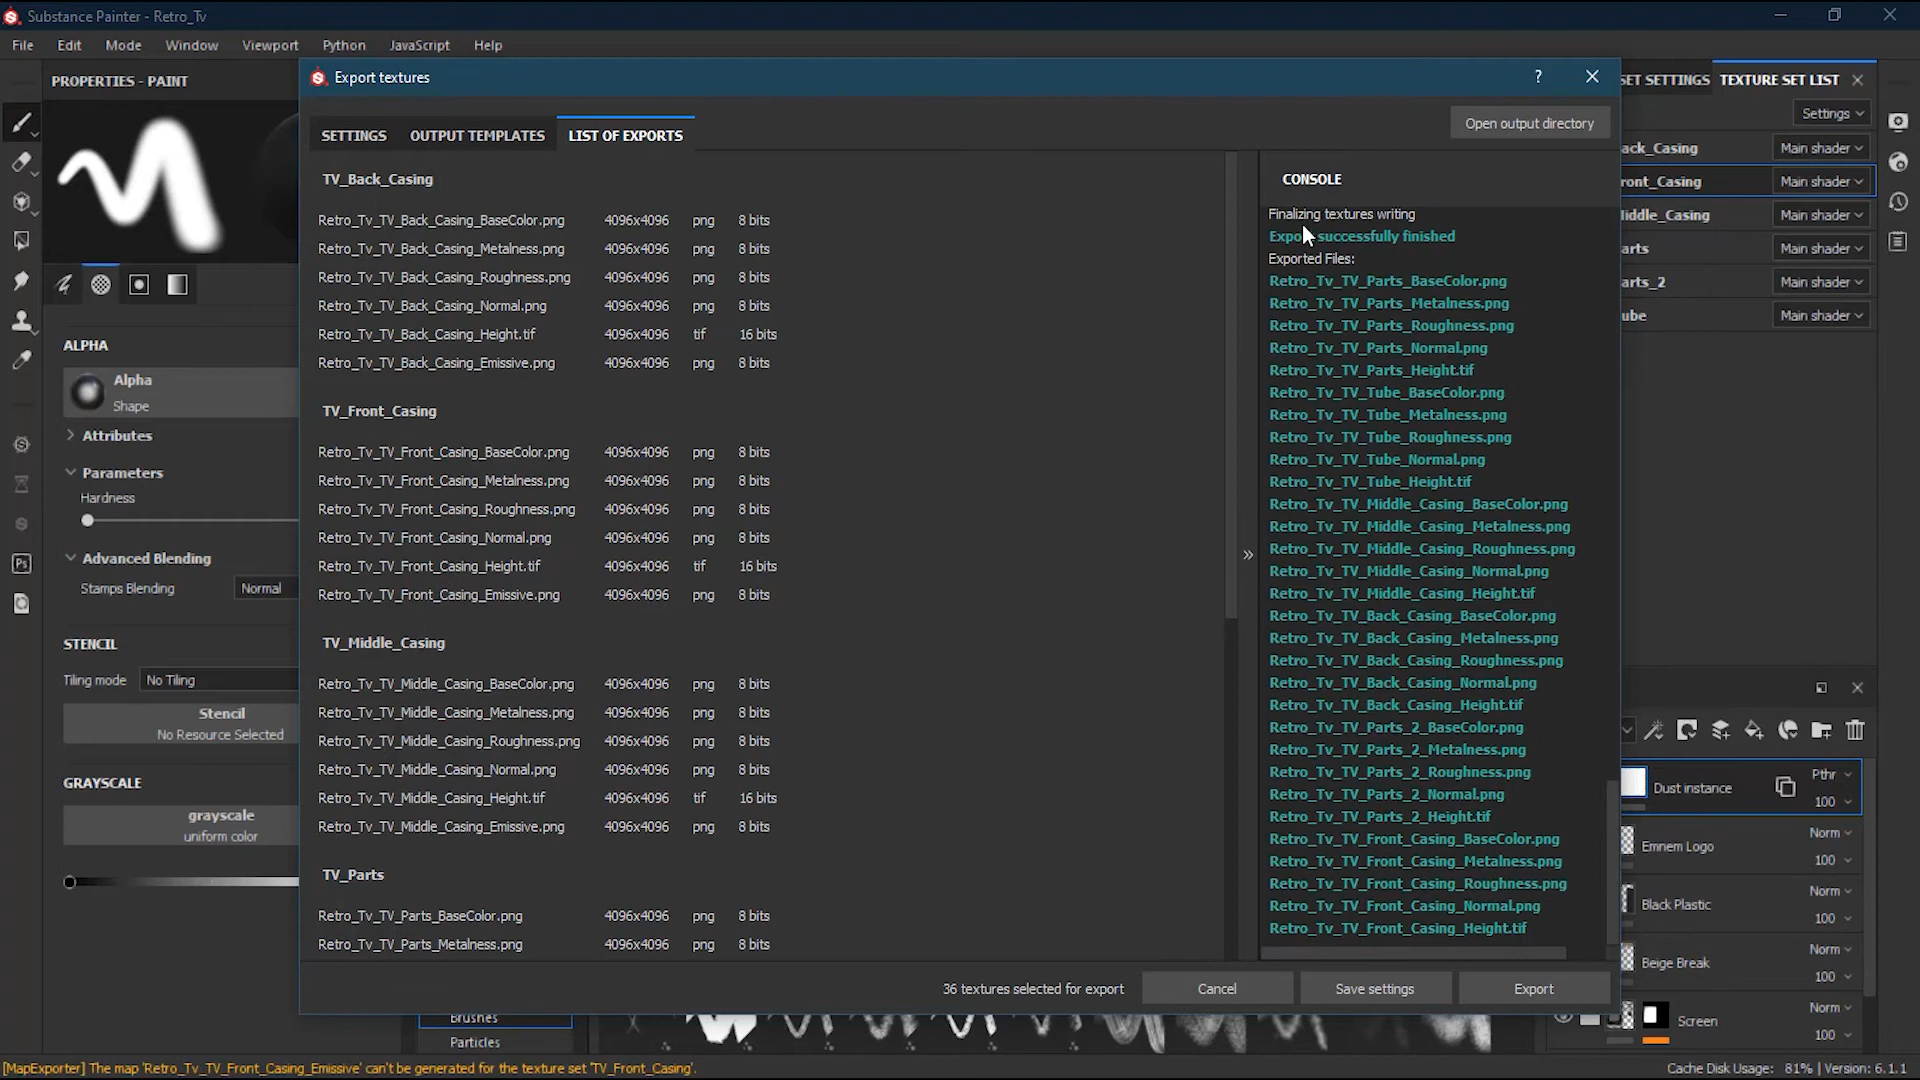 Substance Painter - Retro_Tv
File Edit Mode Window Viewport Python JavaScript Help
PROPERTIES - PAINT
ALPHA
Alpha
Shape
Attributes
Parameters
Hardness
Advanced Blending
Stamps Blending Normal
STENCIL
Tiling mode No Tiling
Stencil
No Resource Selected
GRAYSCALE
grayscale
uniform color
Ps
Export textures
?
SETTINGS OUTPUT TEMPLATES LIST OF EXPORTS
Open output directory
TV_Back_Casing
Retro_Tv_TV_Back_Casing_BaseColor.png 4096x4096 png 8 bits
Retro_Tv_TV_Back_Casing_Metalness.png 4096x4096 png 8 bits
Retro_Tv_TV_Back_Casing_Roughness.png 4096x4096 png 8 bits
Retro_Tv_TV_Back_Casing_Normal.png 4096x4096 png 8 bits
Retro_Tv_TV_Back_Casing_Height.tif 4096x4096 tif 16 bits
Retro_Tv_TV_Back_Casing_Emissive.png 4096x4096 png 8 bits
TV_Front_Casing
Retro_Tv_TV_Front_Casing_BaseColor.png 4096x4096 png 8 bits
Retro_Tv_TV_Front_Casing_Metalness.png 4096x4096 png 8 bits
Retro_Tv_TV_Front_Casing_Roughness.png 4096x4096 png 8 bits
Retro_Tv_TV_Front_Casing_Normal.png 4096x4096 png 8 bits
Retro_Tv_TV_Front_Casing_Height.tif 4096x4096 tif 16 bits
Retro_Tv_TV_Front_Casing_Emissive.png 4096x4096 png 8 bits
TV_Middle_Casing
Retro_Tv_TV_Middle_Casing_BaseColor.png 4096x4096 png 8 bits
Retro_Tv_TV_Middle_Casing_Metalness.png 4096x4096 png 8 bits
Retro_Tv_TV_Middle_Casing_Roughness.png 4096x4096 png 8 bits
Retro_Tv_TV_Middle_Casing_Normal.png 4096x4096 png 8 bits
Retro_Tv_TV_Middle_Casing_Height.tif 4096x4096 tif 16 bits
Retro_Tv_TV_Middle_Casing_Emissive.png 4096x4096 png 8 bits
TV_Parts
Retro_Tv_TV_Parts_BaseColor.png 4096x4096 png 8 bits
Retro_Tv_TV_Parts_Metalness.png 4096x4096 png 8 bits
CONSOLE
Finalizing textures writing
Export successfully finished
Exported Files:
Retro_Tv_TV_Parts_BaseColor.png
Retro_Tv_TV_Parts_Metalness.png
Retro_Tv_TV_Parts_Roughness.png
Retro_Tv_TV_Parts_Normal.png
Retro_Tv_TV_Parts_Height.tif
Retro_Tv_TV_Tube_BaseColor.png
Retro_Tv_TV_Tube_Metalness.png
Retro_Tv_TV_Tube_Roughness.png
Retro_Tv_TV_Tube_Normal.png
Retro_Tv_TV_Tube_Height.tif
Retro_Tv_TV_Middle_Casing_BaseColor.png
Retro_Tv_TV_Middle_Casing_Metalness.png
Retro_Tv_TV_Middle_Casing_Roughness.png
Retro_Tv_TV_Middle_Casing_Normal.png
Retro_Tv_TV_Middle_Casing_Height.tif
Retro_Tv_TV_Back_Casing_BaseColor.png
Retro_Tv_TV_Back_Casing_Metalness.png
Retro_Tv_TV_Back_Casing_Roughness.png
Retro_Tv_TV_Back_Casing_Normal.png
Retro_Tv_TV_Back_Casing_Height.tif
Retro_Tv_TV_Parts_2_BaseColor.png
Retro_Tv_TV_Parts_2_Metalness.png
Retro_Tv_TV_Parts_2_Roughness.png
Retro_Tv_TV_Parts_2_Normal.png
Retro_Tv_TV_Parts_2_Height.tif
Retro_Tv_TV_Front_Casing_BaseColor.png
Retro_Tv_TV_Front_Casing_Metalness.png
Retro_Tv_TV_Front_Casing_Roughness.png
Retro_Tv_TV_Front_Casing_Normal.png
Retro_Tv_TV_Front_Casing_Height.tif
36 textures selected for export Cancel Save settings Export
Brushes
Particles
SET SETTINGS TEXTURE SET LIST
Settings
ack_Casing Main shader
ront_Casing Main shader
iddle_Casing Main shader
arts Main shader
arts_2 Main shader
ube Main shader
Dust instance Pthr 100
Emnem Logo Norm 100
Black Plastic Norm 100
Beige Break Norm 100
Screen Norm 100
[MapExporter] The map 'Retro_Tv_TV_Front_Casing_Emissive' can't be generated for the texture set 'TV_Front_Casing'.
Cache Disk Usage: 81% | Version: 6.1.1